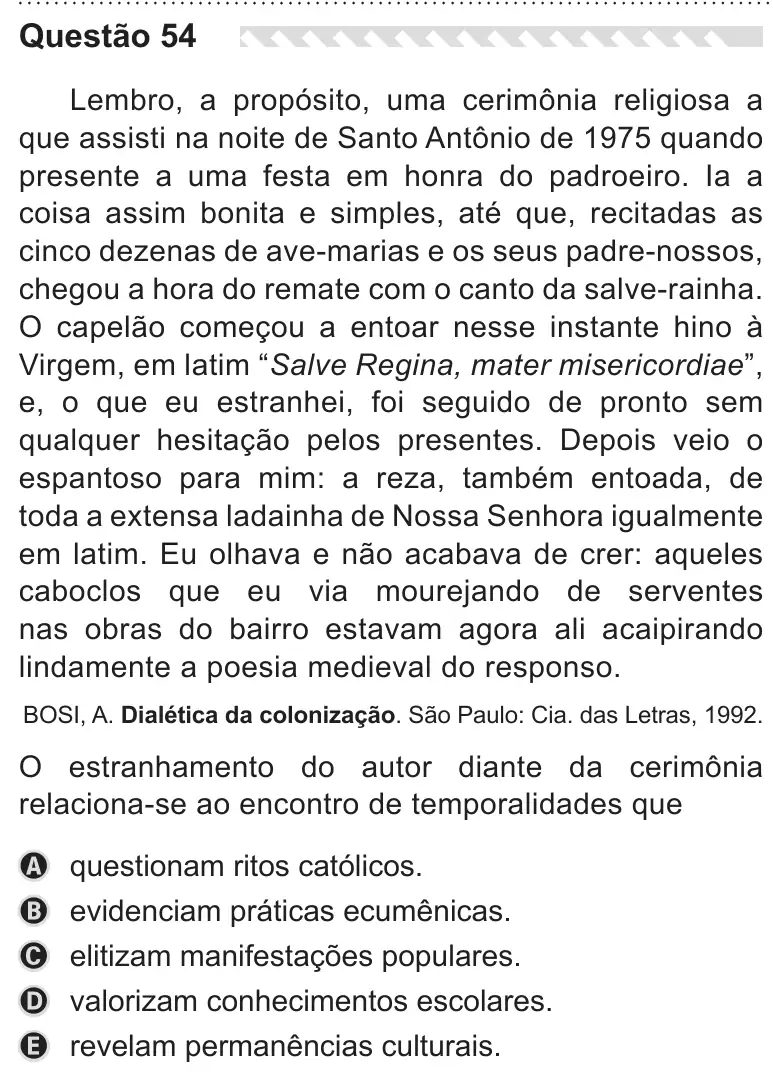 Questão 54
Lembro, a propósito, uma cerimônia religiosa a
que assisti na noite de Santo Antônio de 1975 quando
presente a uma festa em honra do padroeiro. Ia a
coisa assim bonita e simples, até que, recitadas as
cinco dezenas de ave-marias e os seus padre-nossos,
chegou a hora do remate com o canto da salve-rainha.
O capelão começou a entoar nesse instante hino à
Virgem, em latim “Salve Regina, mater misericordiae”,
e, o que eu estranhei, foi seguido de pronto sem
qualquer hesitação pelos presentes. Depois veio o
espantoso para mim: a reza, também entoada, de
toda a extensa ladainha de Nossa Senhora igualmente
em latim. Eu olhava e não acabava de crer: aqueles
caboclos que eu via mourejando de serventes
nas obras do bairro estavam agora ali acaipirando
lindamente a poesia medieval do responso.
BOSI, A. Dialética da colonização. São Paulo: Cia. das Letras, 1992.
O estranhamento do autor diante da cerimônia
relaciona-se ao encontro de temporalidades que
A questionam ritos católicos.
B evidenciam práticas ecumênicas.
C elitizam manifestações populares.
D valorizam conhecimentos escolares.
E revelam permanências culturais.